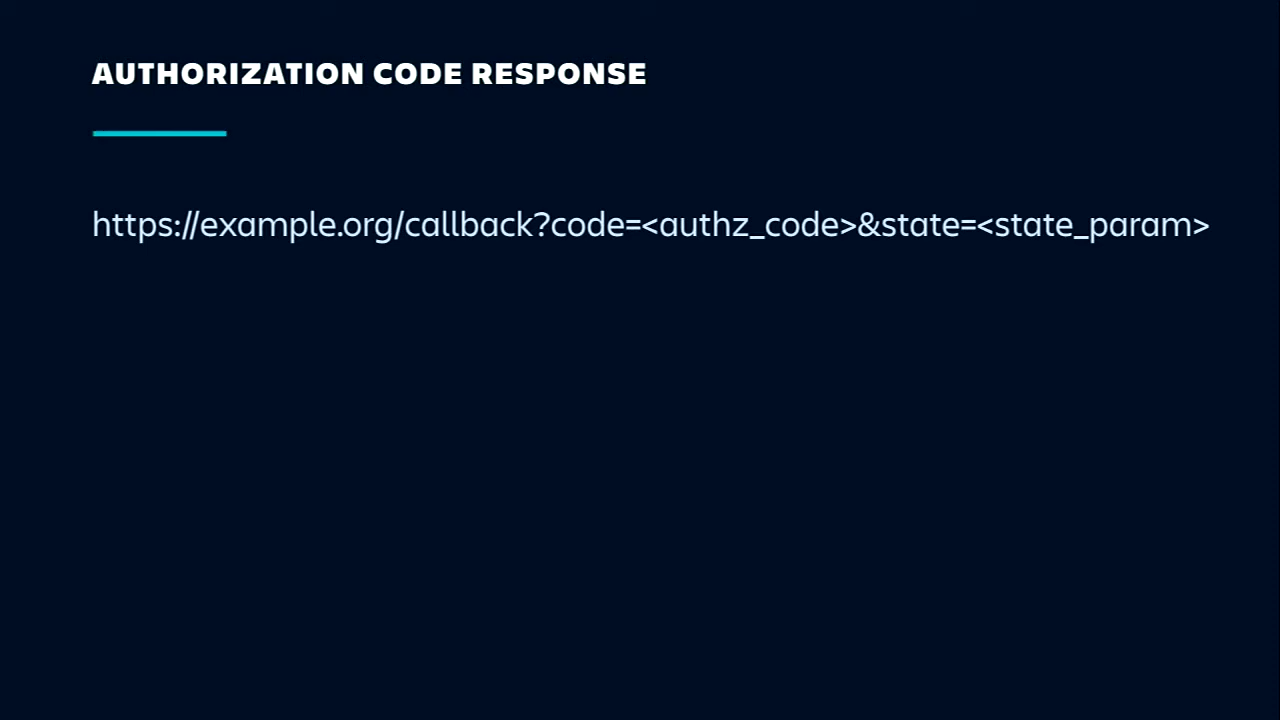 AUTHORIZATION CODE RESPONSE
https://example.org/callback?code=<authz_code>&state=<state_param>